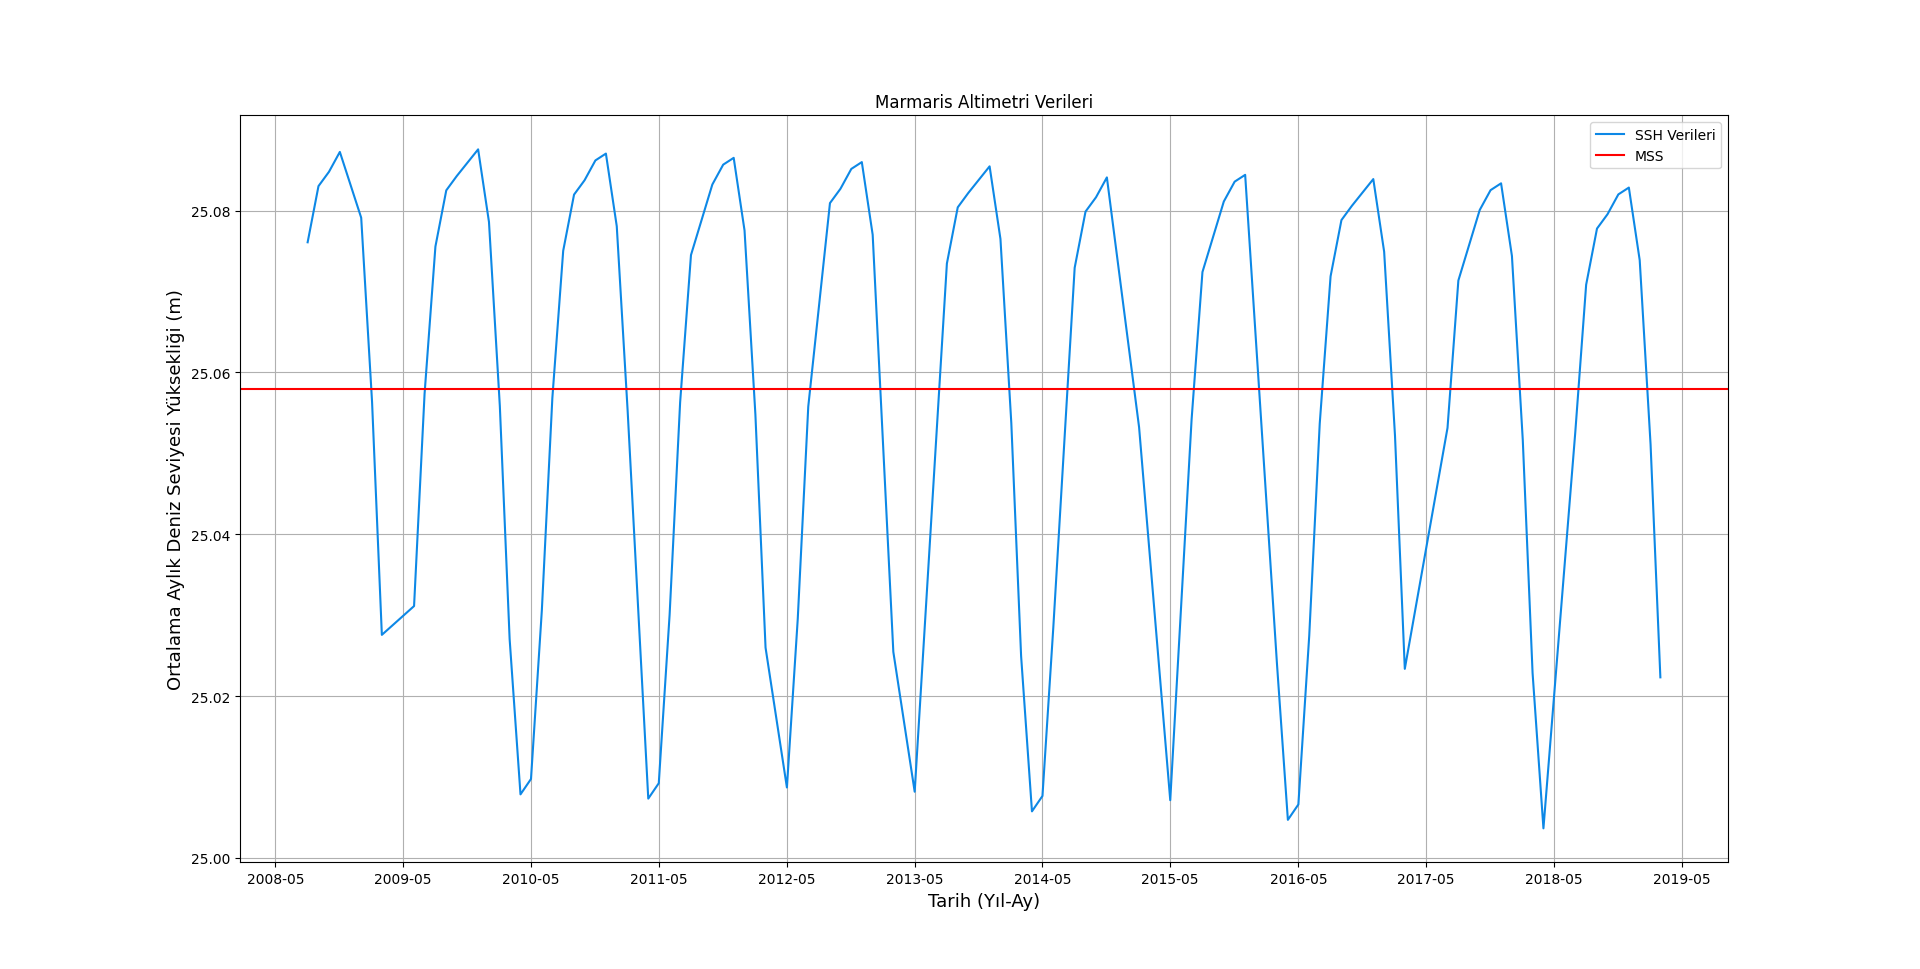 Marmaris Altimetri Verileri
SSH Verileri
MSS
Ortalama Aylık Deniz Seviyesi Yüksekliği (m)
25.08
25.06
25.04
25.02
25.00
2008-05 2009-05 2010-05 2011-05 2012-05 2013-05 2014-05 2015-05 2016-05 2017-05 2018-05 2019-05
Tarih (Yıl-Ay)